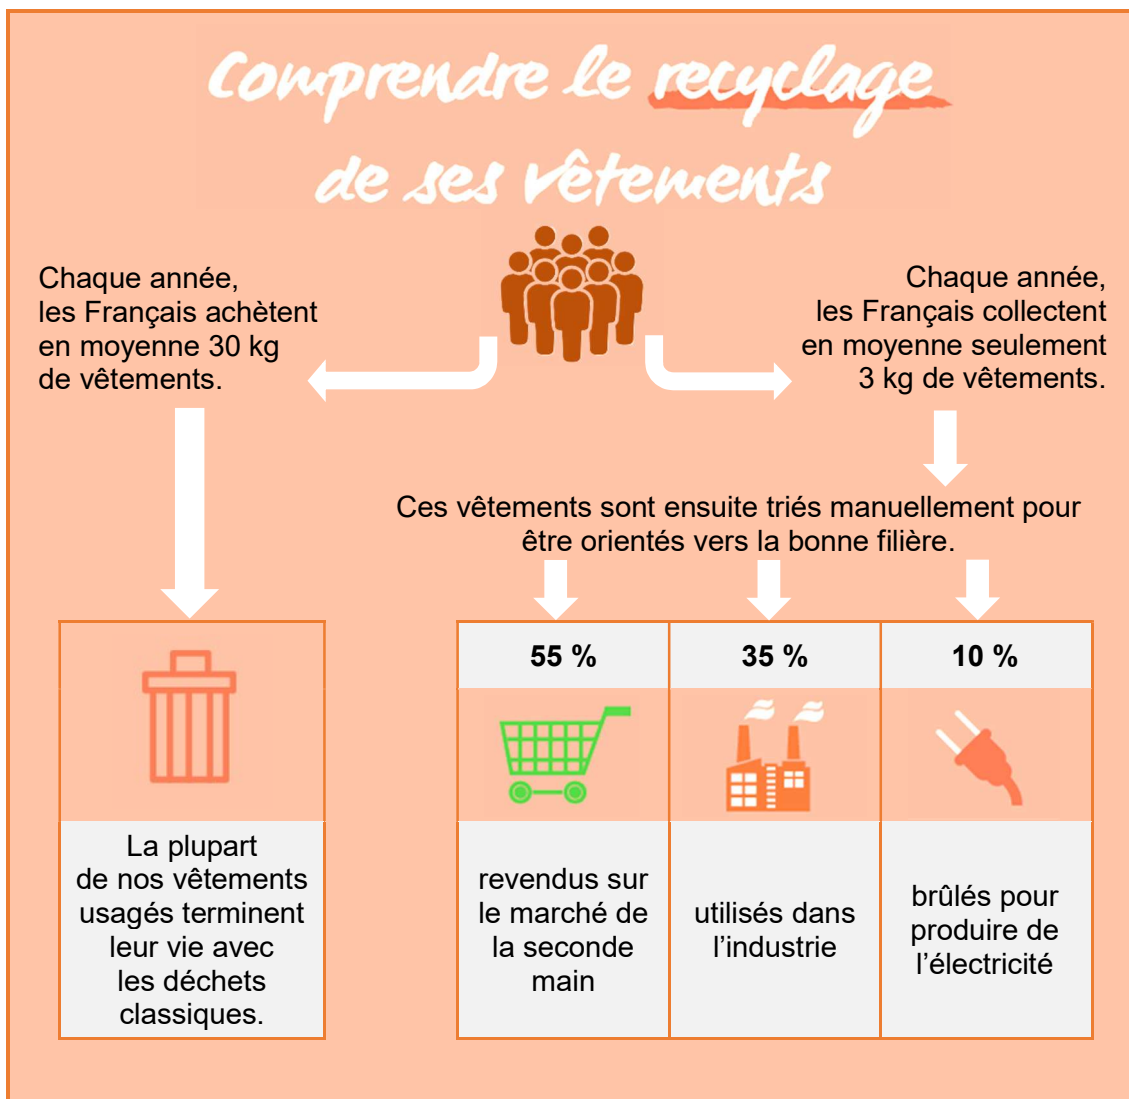 Comprendre le recyclage
de ses vêtements
Chaque année,
les Français achètent
en moyenne 30 kg
de vêtements.
Chaque année,
les Français collectent
en moyenne seulement
3 kg de vêtements.
Ces vêtements sont ensuite triés manuellement pour
être orientés vers la bonne filière.
La plupart
de nos vêtements
usagés terminent
leur vie avec
les déchets
classiques.
55 %
revendus sur
le marché de
la seconde
main
35 %
utilisés dans
l’industrie
10 %
brûlés pour
produire de
l’électricité